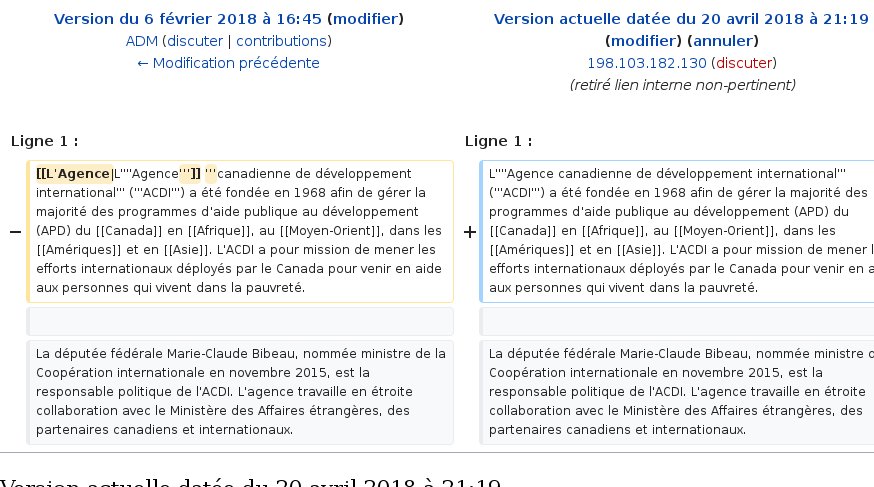 Version du 6 février 2018 à 16:45 (modifier)
ADM (discuter | contributions)
← Modification précédente
Version actuelle datée du 20 avril 2018 à 21:19
(modifier) (annuler)
198.103.182.130 (discuter)
(retiré lien interne non-pertinent)
Ligne 1 :
Ligne 1 :
−
[[L'Agence|L''''Agence''']] '''canadienne de développement
international''' ('''ACDI''') a été fondée en 1968 afin de gérer la
majorité des programmes d'aide publique au développement
(APD) du [[Canada]] en [[Afrique]], au [[Moyen-Orient]], dans les
[[Amériques]] et en [[Asie]]. L'ACDI a pour mission de mener les
efforts internationaux déployés par le Canada pour venir en aide
aux personnes qui vivent dans la pauvreté.
+
L''''Agence canadienne de développement international'''
('''ACDI''') a été fondée en 1968 afin de gérer la majorité des
programmes d'aide publique au développement (APD) du
[[Canada]] en [[Afrique]], au [[Moyen-Orient]], dans les
[[Amériques]] et en [[Asie]]. L'ACDI a pour mission de mener l
efforts internationaux déployés par le Canada pour venir en a
aux personnes qui vivent dans la pauvreté.
La députée fédérale Marie-Claude Bibeau, nommée ministre de la
Coopération internationale en novembre 2015, est la
responsable politique de l'ACDI. L'agence travaille en étroite
collaboration avec le Ministère des Affaires étrangères, des
partenaires canadiens et internationaux.
La députée fédérale Marie-Claude Bibeau, nommée ministre d
Coopération internationale en novembre 2015, est la
responsable politique de l'ACDI. L'agence travaille en étroite
collaboration avec le Ministère des Affaires étrangères, des
partenaires canadiens et internationaux.
Version actuelle datée du 20 avril 2018 à 21:19